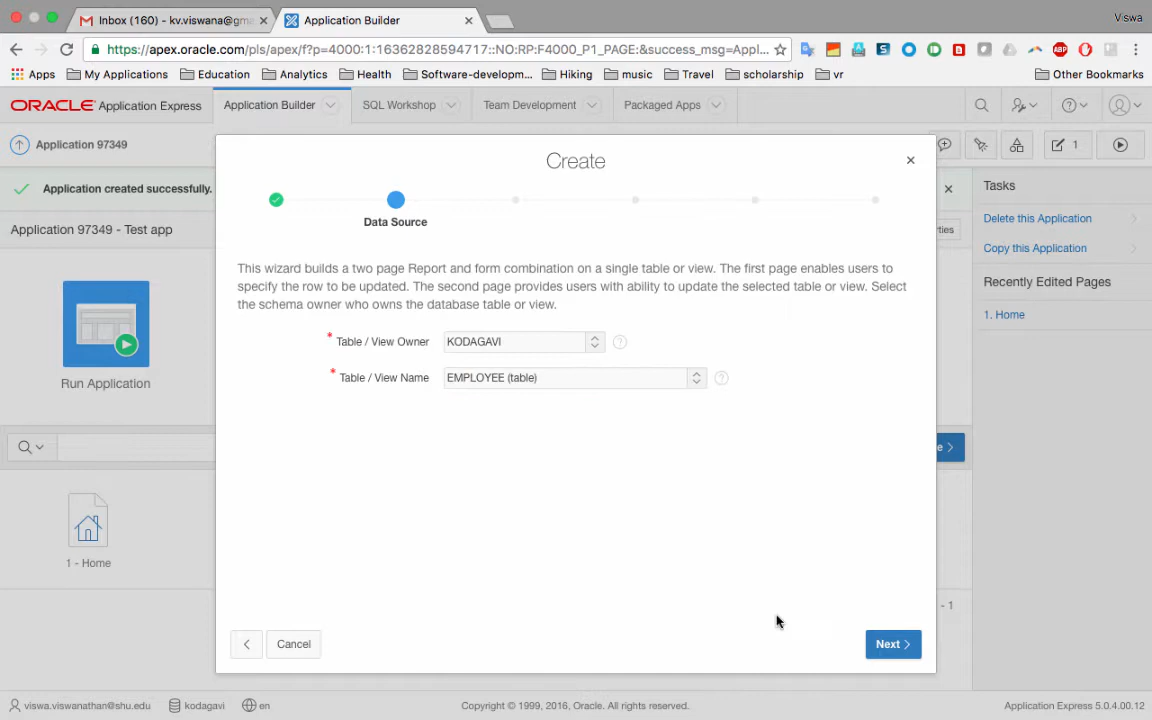 Inbox (160) - kv.viswana@gma
Application Builder
Viswa
https://apex.oracle.com/pls/apex/f?p=4000:1:16362828594717::NO:RP:F4000_P1_PAGE:&success_msg=Appl...
Apps
My Applications
Education
Analytics
Health
Software-developm...
Hiking
music
Travel
scholarship
vr
Other Bookmarks
ORACLE Application Express
Application Builder
SQL Workshop
Team Development
Packaged Apps
Application 97349
1
Application created successfully.
Application 97349 - Test app
ties
Run Application
e
1 - Home
- 1
Create
Data Source
This wizard builds a two page Report and form combination on a single table or view. The first page enables users to
specify the row to be updated. The second page provides users with ability to update the selected table or view. Select
the schema owner who owns the database table or view.
* Table / View Owner KODAGAVI
* Table / View Name EMPLOYEE (table)
Cancel
Next
Tasks
Delete this Application
Copy this Application
Recently Edited Pages
1. Home
viswa.viswanathan@shu.edu
kodagavi
en
Copyright © 1999, 2016, Oracle. All rights reserved.
Application Express 5.0.4.00.12